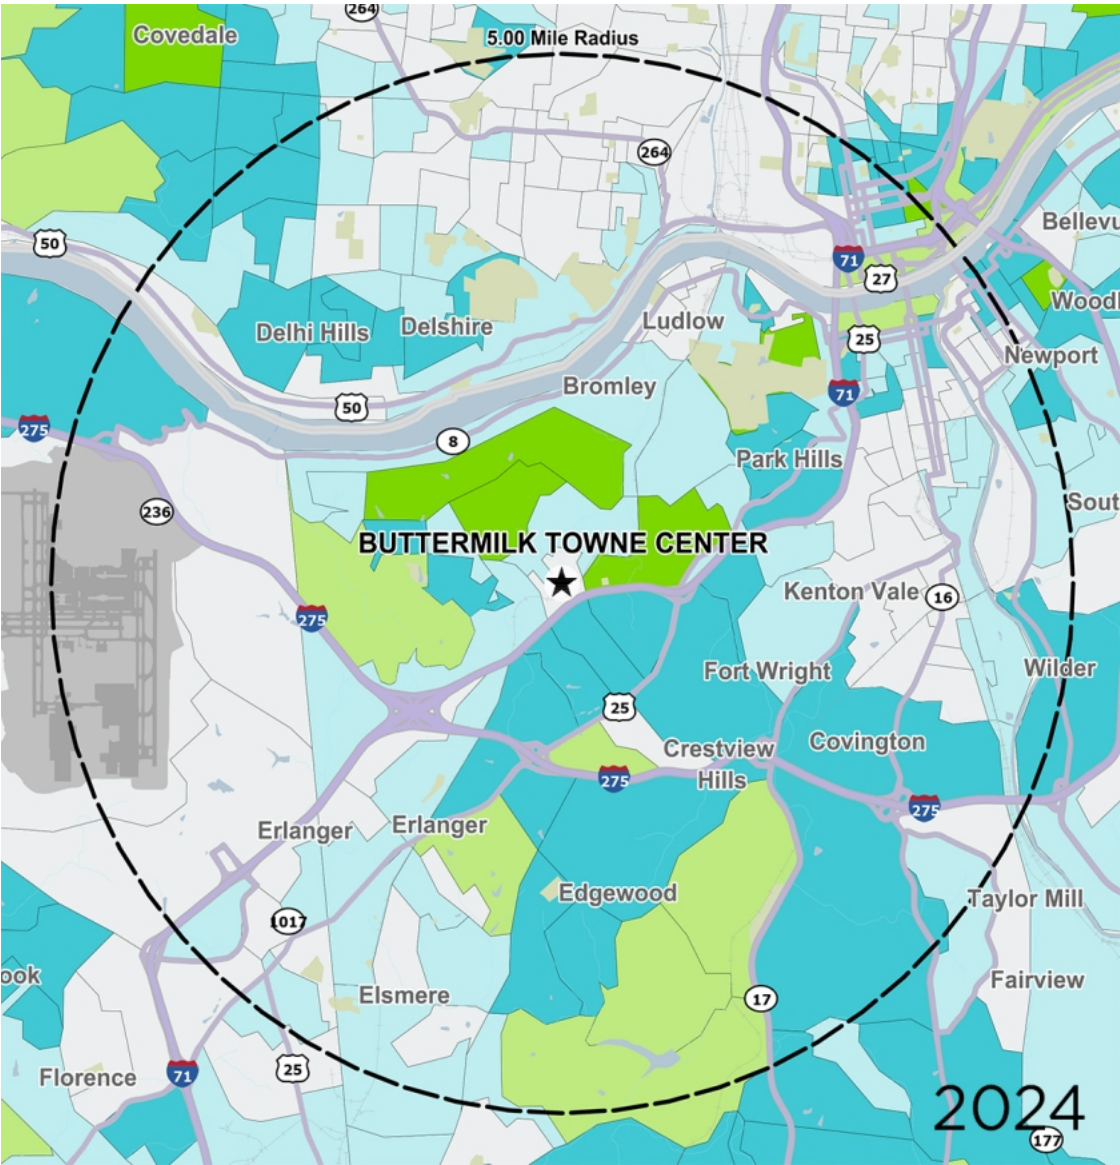 264
Covedale
5.00 Mile Radius
264
50
Bellevu
71
27
Woodl
Delhi Hills
Delshire
Ludlow
25
Newport
Bromley
71
50
275
8
Park Hills
236
Sout
BUTTERMILK TOWNE CENTER
Kenton Vale
16
275
Fort Wright
Wilder
25
Crestview
Hills
Covington
275
275
Erlanger
Erlanger
Edgewood
Taylor Mill
1017
ook
Elsmere
Fairview
17
Florence
71
25
2024
177